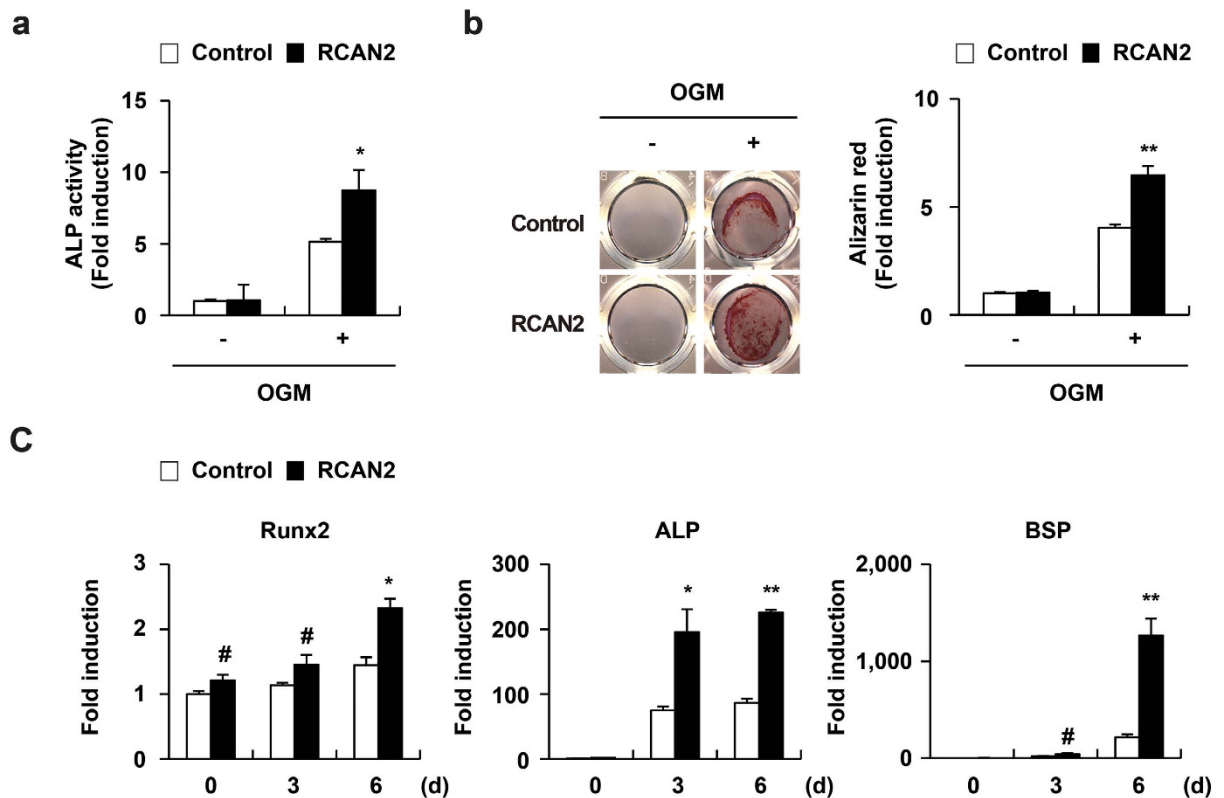 a
Control RCAN2
ALP activity
(Fold induction)
15
10
5
0
*
- +
OGM
b
OGM
- +
Control
RCAN2
Control RCAN2
Alizarin red
(Fold induction)
10
5
0
**
- +
OGM
C
Control RCAN2
Runx2
Fold induction
3
2
1
0
# # *
0 3 6 (d)
ALP
Fold induction
300
200
100
0
* **
0 3 6 (d)
BSP
Fold induction
2,000
1,000
0
# **
0 3 6 (d)